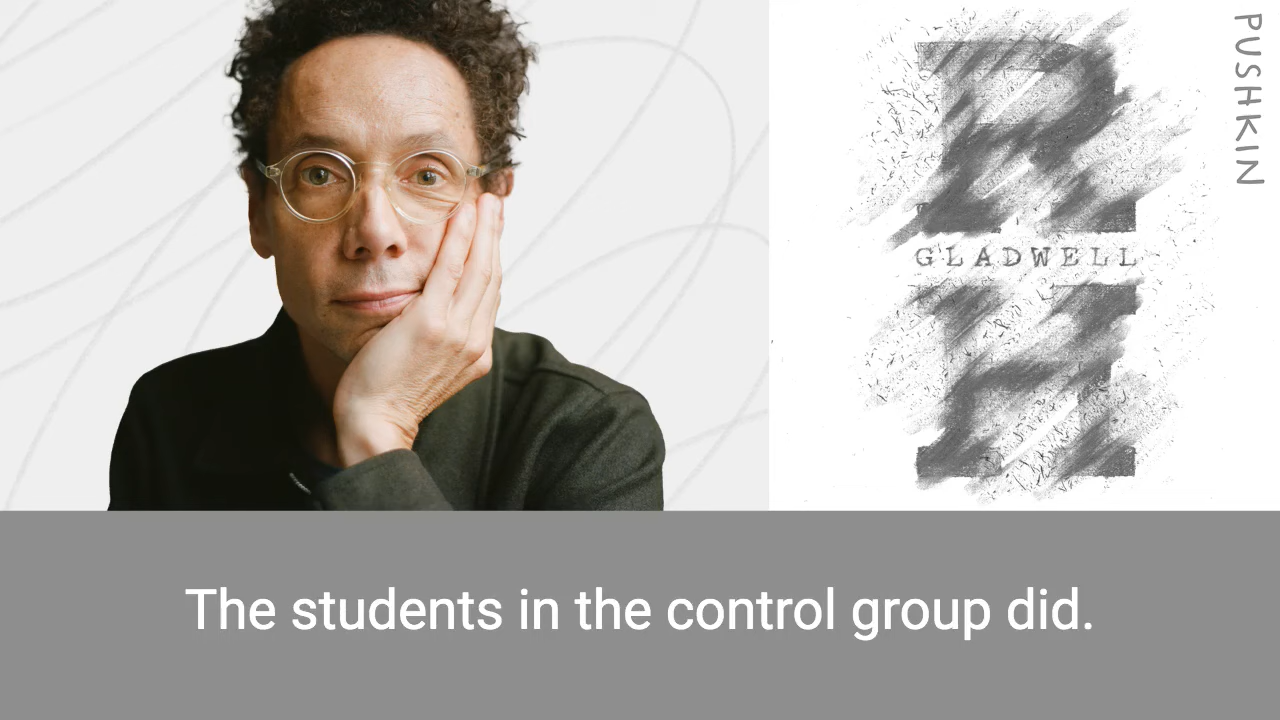 PUSHKIN
R
GLADWELL
H
The students in the control group did.